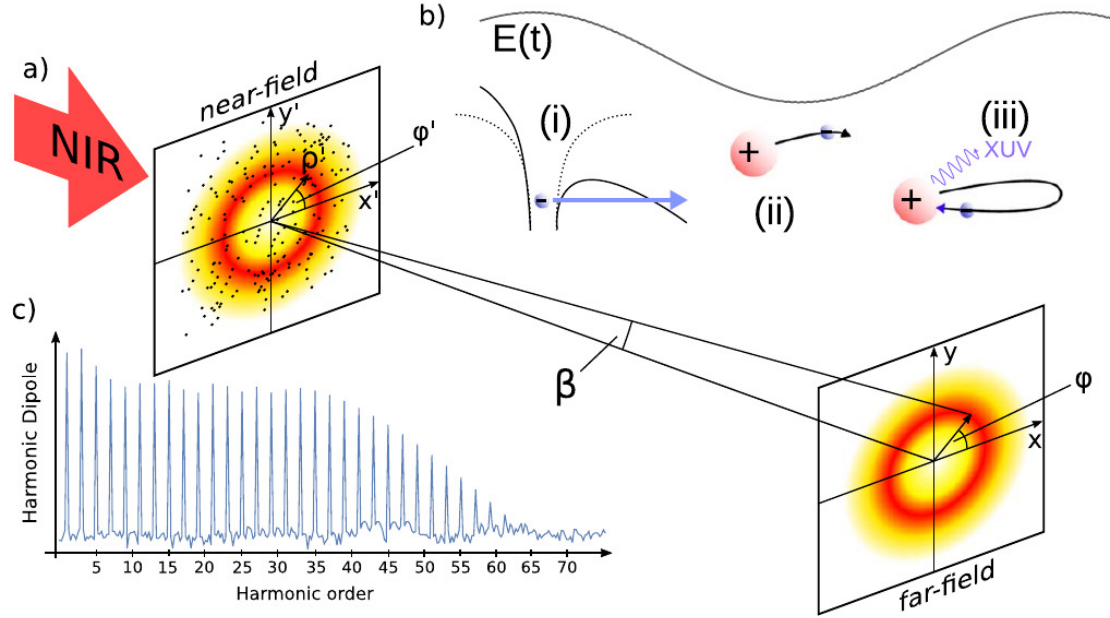 a)
NIR
near-field
y'
φ'
ρ'
x'
b)
E(t)
(i)
-
+
-
(ii)
(iii)
XUV
+
-
β
c)
Harmonic Dipole
5 10 15 20 25 30 35 40 45 50 55 60 65 70
Harmonic order
y
φ
x
far-field